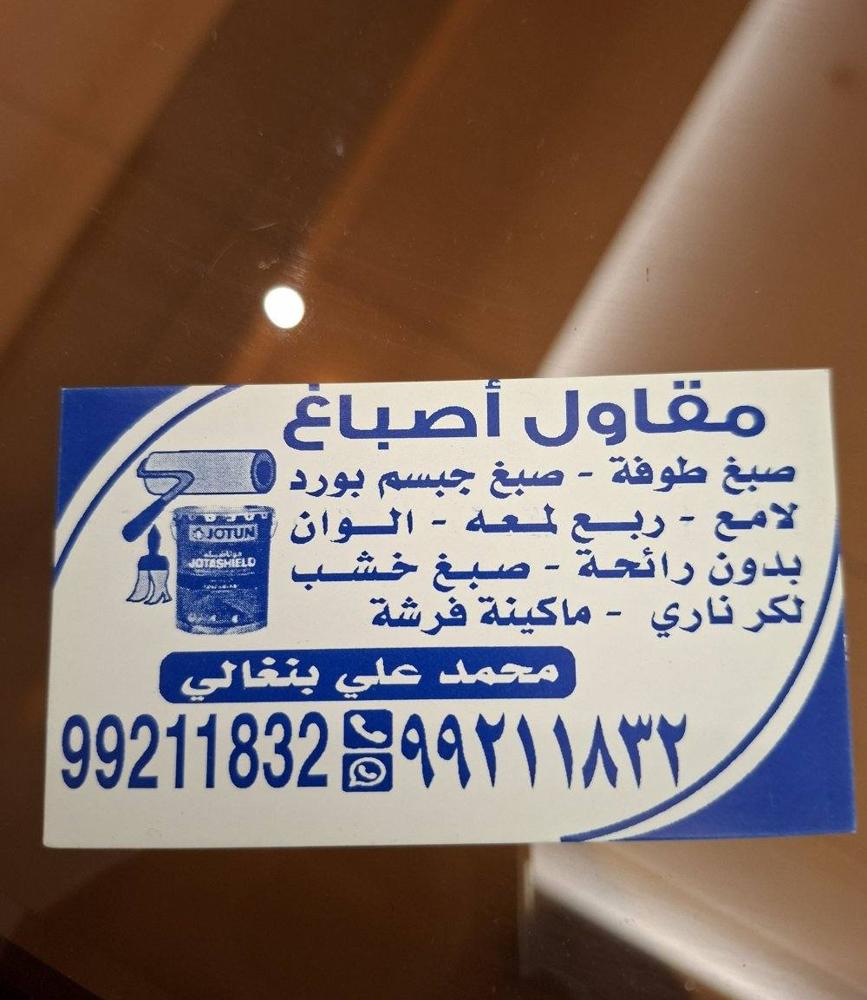 مقاول أصباغ
صبغ طوفة - صبغ جبسم بورد
لامع - ربع لمعه - الوان
بدون رائحة - صبغ خشب
لكر ناري - ماكينة فرشة
JOTUN
JOTASHIELD
محمد علي بنغالي
99211832
٩٩٢١١٨٣٢